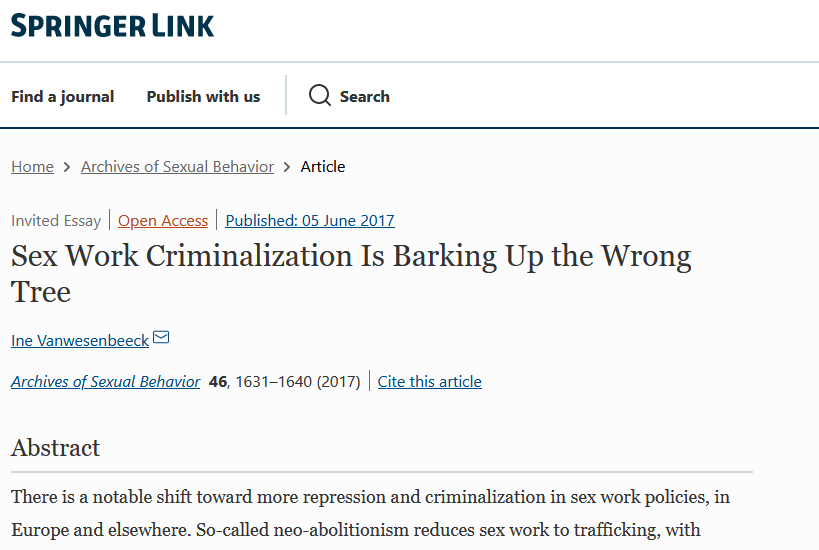 SPRINGER LINK
Find a journal Publish with us Search
Home > Archives of Sexual Behavior > Article
Invited Essay | Open Access | Published: 05 June 2017
Sex Work Criminalization Is Barking Up the Wrong
Tree
Ine Vanwesenbeeck
Archives of Sexual Behavior 46, 1631–1640 (2017) | Cite this article
Abstract
There is a notable shift toward more repression and criminalization in sex work policies, in
Europe and elsewhere. So-called neo-abolitionism reduces sex work to trafficking, with